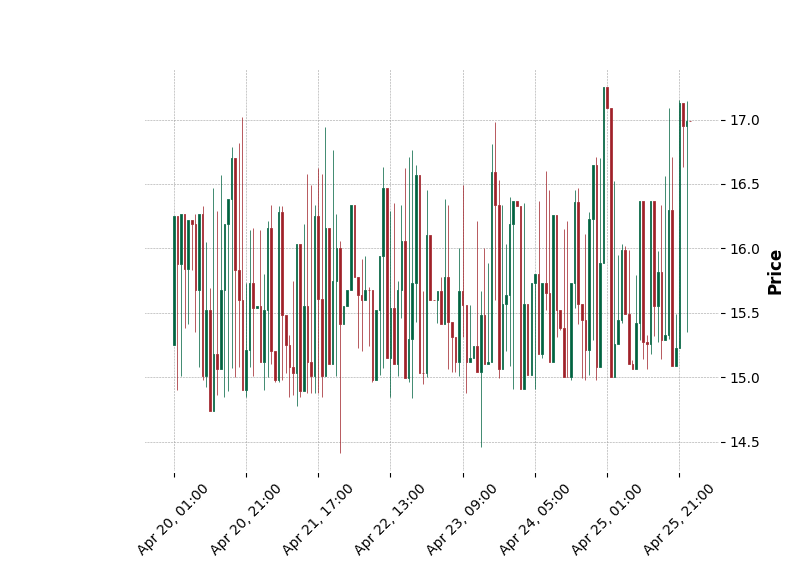 17.0
16.5
16.0
15.5
15.0
14.5
Price
Apr 20, 01:00
Apr 20, 21:00
Apr 21, 17:00
Apr 22, 13:00
Apr 23, 09:00
Apr 24, 05:00
Apr 25, 01:00
Apr 25, 21:00